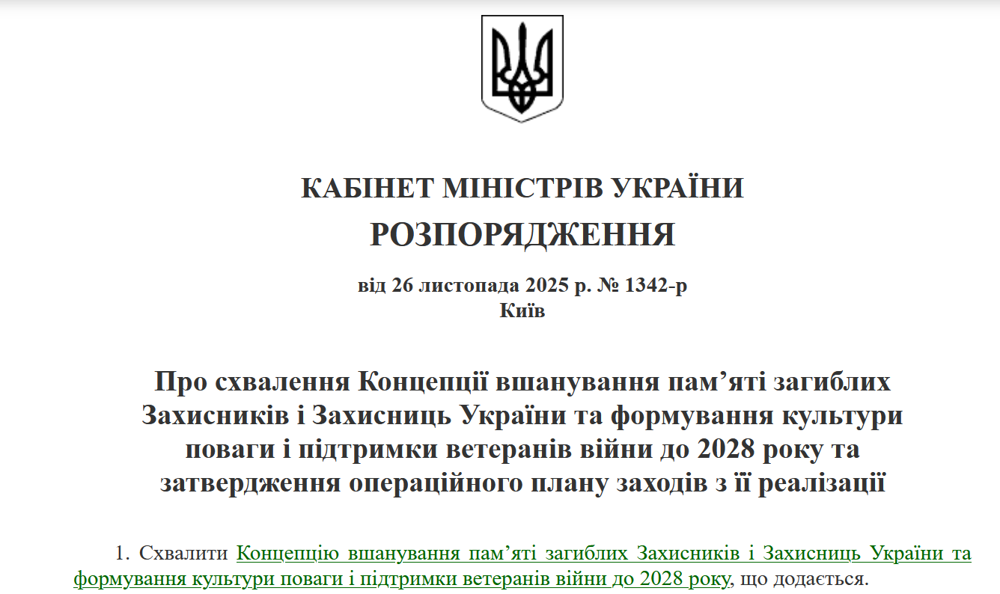 КАБІНЕТ МІНІСТРІВ УКРАЇНИ
РОЗПОРЯДЖЕННЯ
від 26 листопада 2025 р. № 1342-р
Київ
Про схвалення Концепції вшанування пам’яті загиблих
Захисників і Захисниць України та формування культури
поваги і підтримки ветеранів війни до 2028 року та
затвердження операційного плану заходів з її реалізації
1. Схвалити Концепцію вшанування пам’яті загиблих Захисників і Захисниць України та
формування культури поваги і підтримки ветеранів війни до 2028 року, що додається.